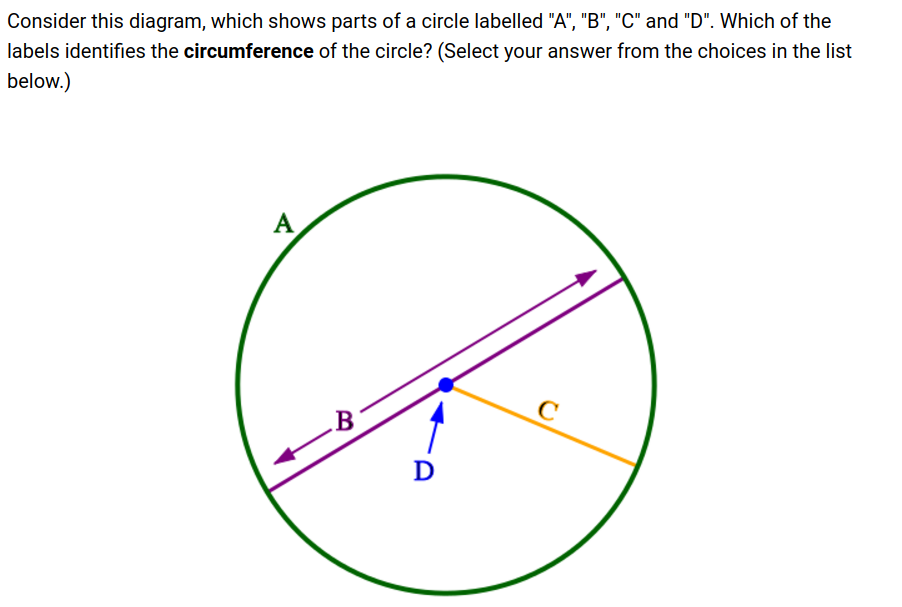 Consider this diagram, which shows parts of a circle labelled "A", "B", "C" and "D". Which of the
labels identifies the circumference of the circle? (Select your answer from the choices in the list
below.)
A
B
C
D